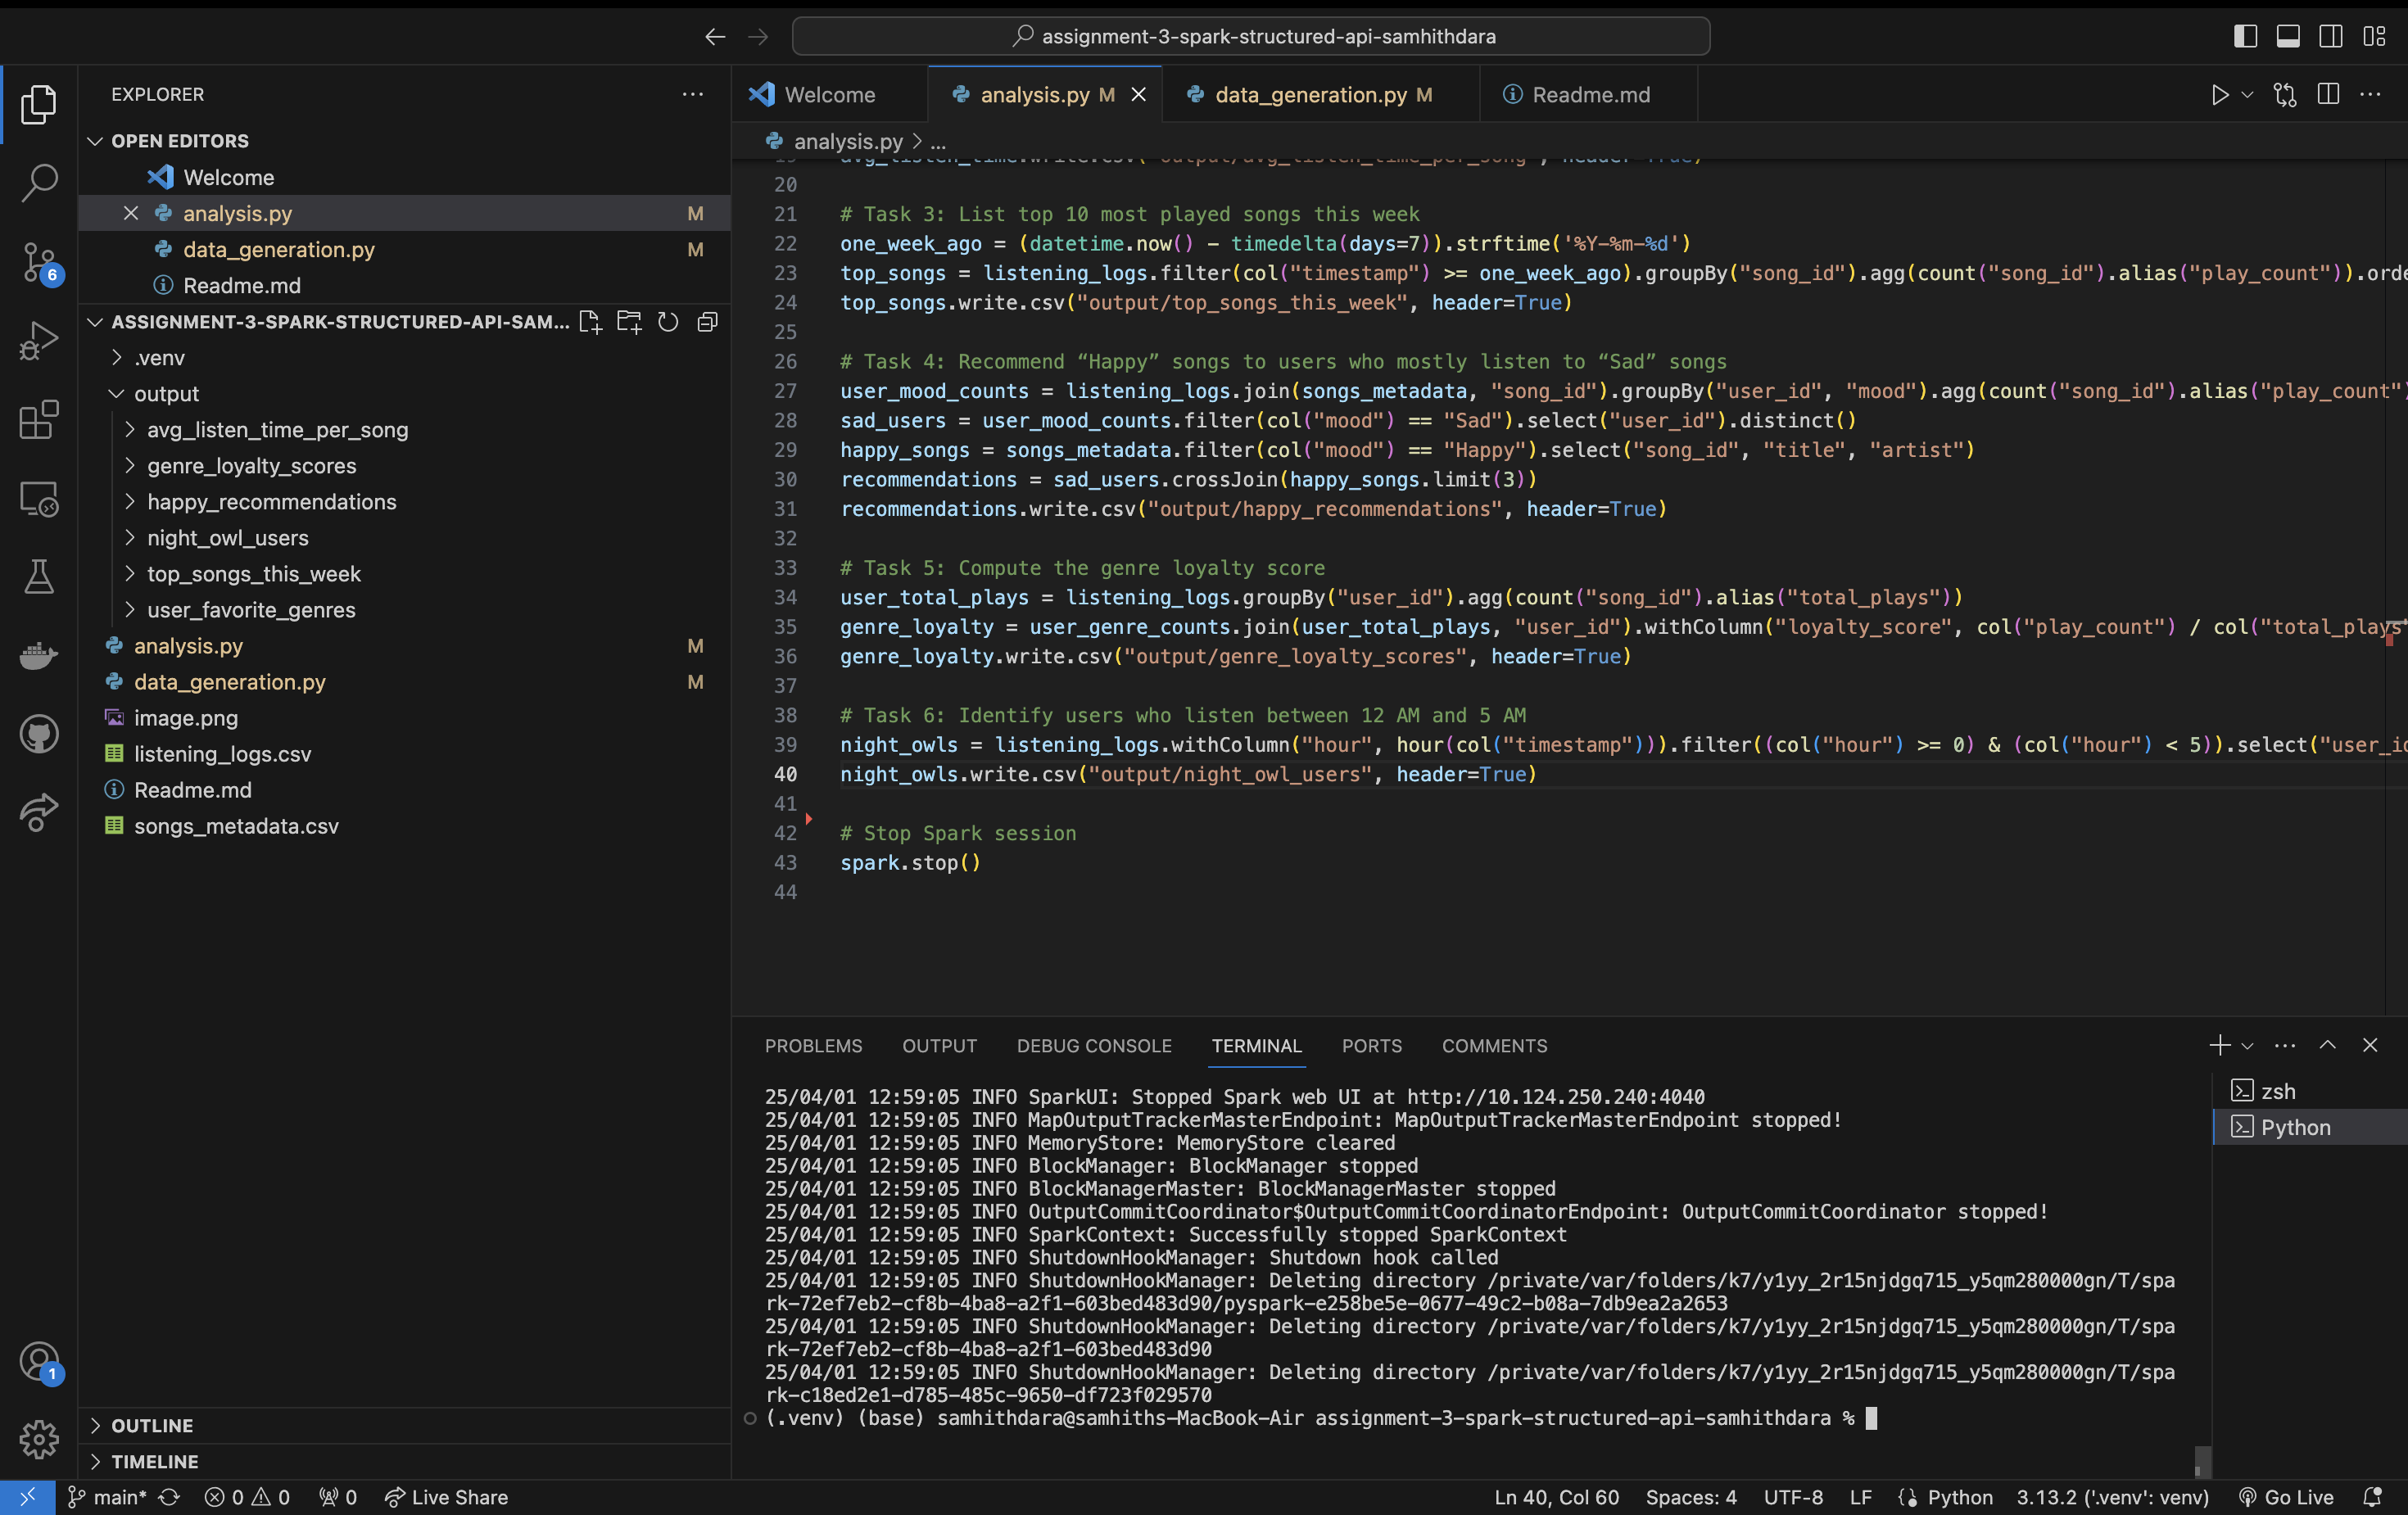 assignment-3-spark-structured-api-samhithdara
EXPLORER
OPEN EDITORS
Welcome
analysis.py M
data_generation.py M
Readme.md
ASSIGNMENT-3-SPARK-STRUCTURED-API-SAM...
.venv
output
avg_listen_time_per_song
genre_loyalty_scores
happy_recommendations
night_owl_users
top_songs_this_week
user_favorite_genres
analysis.py M
data_generation.py M
image.png
listening_logs.csv
Readme.md
songs_metadata.csv
OUTLINE
TIMELINE
6
1
Welcome
analysis.py M
data_generation.py M
Readme.md
analysis.py > ...
avg_listen_time.write.csv("output/avg_listen_time_per_song", header=True)
20
21 # Task 3: List top 10 most played songs this week
22 one_week_ago = (datetime.now() - timedelta(days=7)).strftime('%Y-%m-%d')
23 top_songs = listening_logs.filter(col("timestamp") >= one_week_ago).groupBy("song_id").agg(count("song_id").alias("play_count")).orde
24 top_songs.write.csv("output/top_songs_this_week", header=True)
25
26 # Task 4: Recommend “Happy” songs to users who mostly listen to “Sad” songs
27 user_mood_counts = listening_logs.join(songs_metadata, "song_id").groupBy("user_id", "mood").agg(count("song_id").alias("play_count")
28 sad_users = user_mood_counts.filter(col("mood") == "Sad").select("user_id").distinct()
29 happy_songs = songs_metadata.filter(col("mood") == "Happy").select("song_id", "title", "artist")
30 recommendations = sad_users.crossJoin(happy_songs.limit(3))
31 recommendations.write.csv("output/happy_recommendations", header=True)
32
33 # Task 5: Compute the genre loyalty score
34 user_total_plays = listening_logs.groupBy("user_id").agg(count("song_id").alias("total_plays"))
35 genre_loyalty = user_genre_counts.join(user_total_plays, "user_id").withColumn("loyalty_score", col("play_count") / col("total_plays"
36 genre_loyalty.write.csv("output/genre_loyalty_scores", header=True)
37
38 # Task 6: Identify users who listen between 12 AM and 5 AM
39 night_owls = listening_logs.withColumn("hour", hour(col("timestamp"))).filter((col("hour") >= 0) & (col("hour") < 5)).select("user_id
40 night_owls.write.csv("output/night_owl_users", header=True)
41
42 # Stop Spark session
43 spark.stop()
44
PROBLEMS OUTPUT DEBUG CONSOLE TERMINAL PORTS COMMENTS
25/04/01 12:59:05 INFO SparkUI: Stopped Spark web UI at http://10.124.250.240:4040
25/04/01 12:59:05 INFO MapOutputTrackerMasterEndpoint: MapOutputTrackerMasterEndpoint stopped!
25/04/01 12:59:05 INFO MemoryStore: MemoryStore cleared
25/04/01 12:59:05 INFO BlockManager: BlockManager stopped
25/04/01 12:59:05 INFO BlockManagerMaster: BlockManagerMaster stopped
25/04/01 12:59:05 INFO OutputCommitCoordinator$OutputCommitCoordinatorEndpoint: OutputCommitCoordinator stopped!
25/04/01 12:59:05 INFO SparkContext: Successfully stopped SparkContext
25/04/01 12:59:05 INFO ShutdownHookManager: Shutdown hook called
25/04/01 12:59:05 INFO ShutdownHookManager: Deleting directory /private/var/folders/k7/y1yy_2r15njdgq715_y5qm280000gn/T/spa
rk-72ef7eb2-cf8b-4ba8-a2f1-603bed483d90/pyspark-e258be5e-0677-49c2-b08a-7db9ea2a2653
25/04/01 12:59:05 INFO ShutdownHookManager: Deleting directory /private/var/folders/k7/y1yy_2r15njdgq715_y5qm280000gn/T/spa
rk-72ef7eb2-cf8b-4ba8-a2f1-603bed483d90
25/04/01 12:59:05 INFO ShutdownHookManager: Deleting directory /private/var/folders/k7/y1yy_2r15njdgq715_y5qm280000gn/T/spa
rk-c18ed2e1-d785-485c-9650-df723f029570
(.venv) (base) samhithdara@samhiths-MacBook-Air assignment-3-spark-structured-api-samhithdara %
zsh
Python
main* 0 0 0 Live Share Ln 40, Col 60 Spaces: 4 UTF-8 LF Python 3.13.2 ('.venv': venv) Go Live